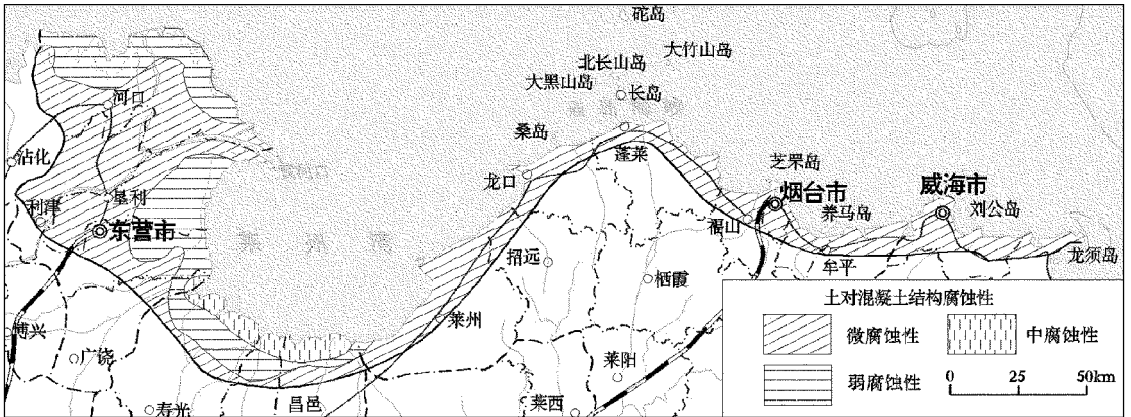 砣岛
大竹山岛
北长山岛
大黑山岛
长岛
桑岛
河口
沾化
蓬莱
芝罘岛
龙口
烟台市
威海市
垦利
利津
养马岛
刘公岛
东营市
福山
莱州湾
龙须岛
招远
牟平
栖霞
土对混凝土结构腐蚀性
微腐蚀性
中腐蚀性
弱腐蚀性
0 25 50km
莱州
博兴
广饶
莱阳
昌邑
寿光
莱西